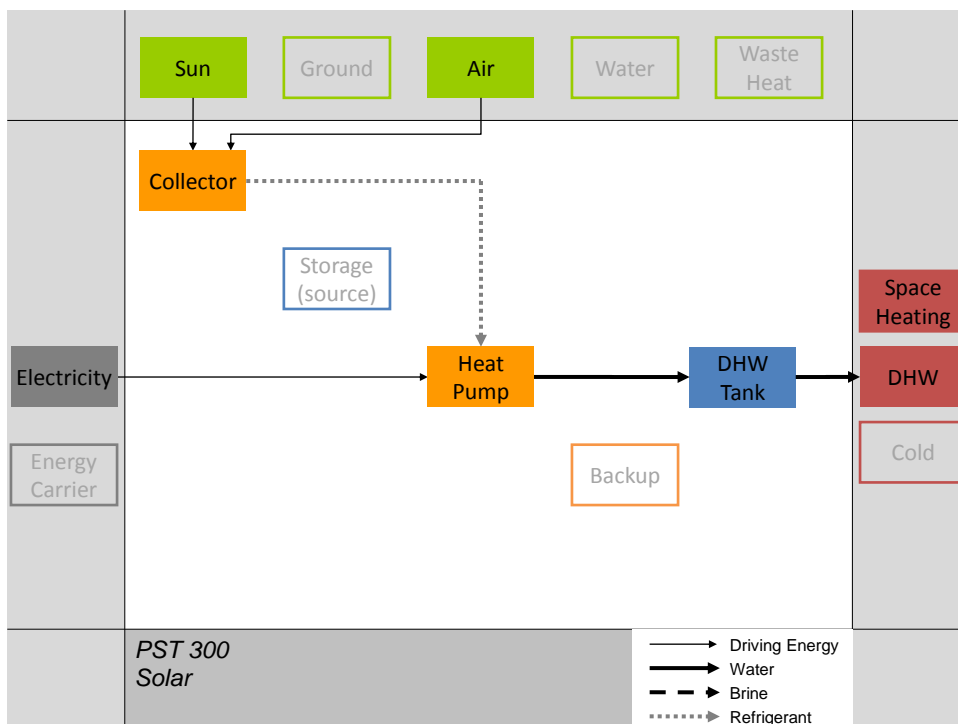 Sun
Ground
Air
Water
Waste
Heat
Collector
Storage
(source)
Space
Heating
Electricity
Heat
Pump
DHW
Tank
DHW
Energy
Carrier
Backup
Cold
PST 300
Solar
Driving Energy
Water
Brine
Refrigerant